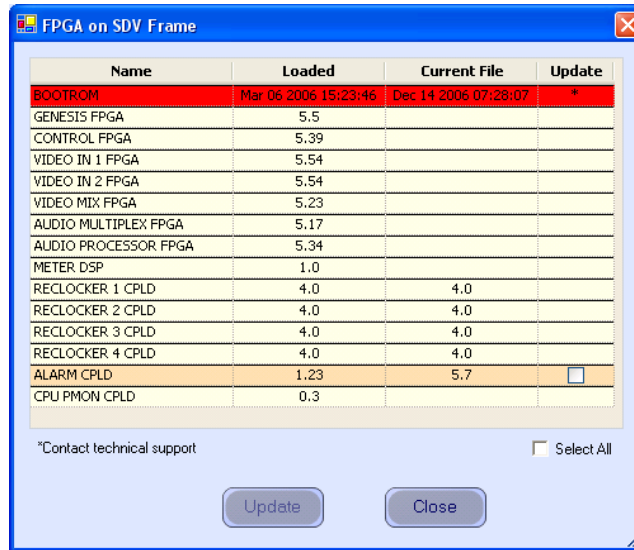 FPGA on SDV Frame
Name Loaded Current File Update
BOOTROM Mar 06 2006 15:23:46 Dec 14 2006 07:28:07 *
GENESIS FPGA 5.5
CONTROL FPGA 5.39
VIDEO IN 1 FPGA 5.54
VIDEO IN 2 FPGA 5.54
VIDEO MIX FPGA 5.23
AUDIO MULTIPLEX FPGA 5.17
AUDIO PROCESSOR FPGA 5.34
METER DSP 1.0
RECLOCKER 1 CPLD 4.0 4.0
RECLOCKER 2 CPLD 4.0 4.0
RECLOCKER 3 CPLD 4.0 4.0
RECLOCKER 4 CPLD 4.0 4.0
ALARM CPLD 1.23 5.7
CPU PMON CPLD 0.3
*Contact technical support Select All
Update Close